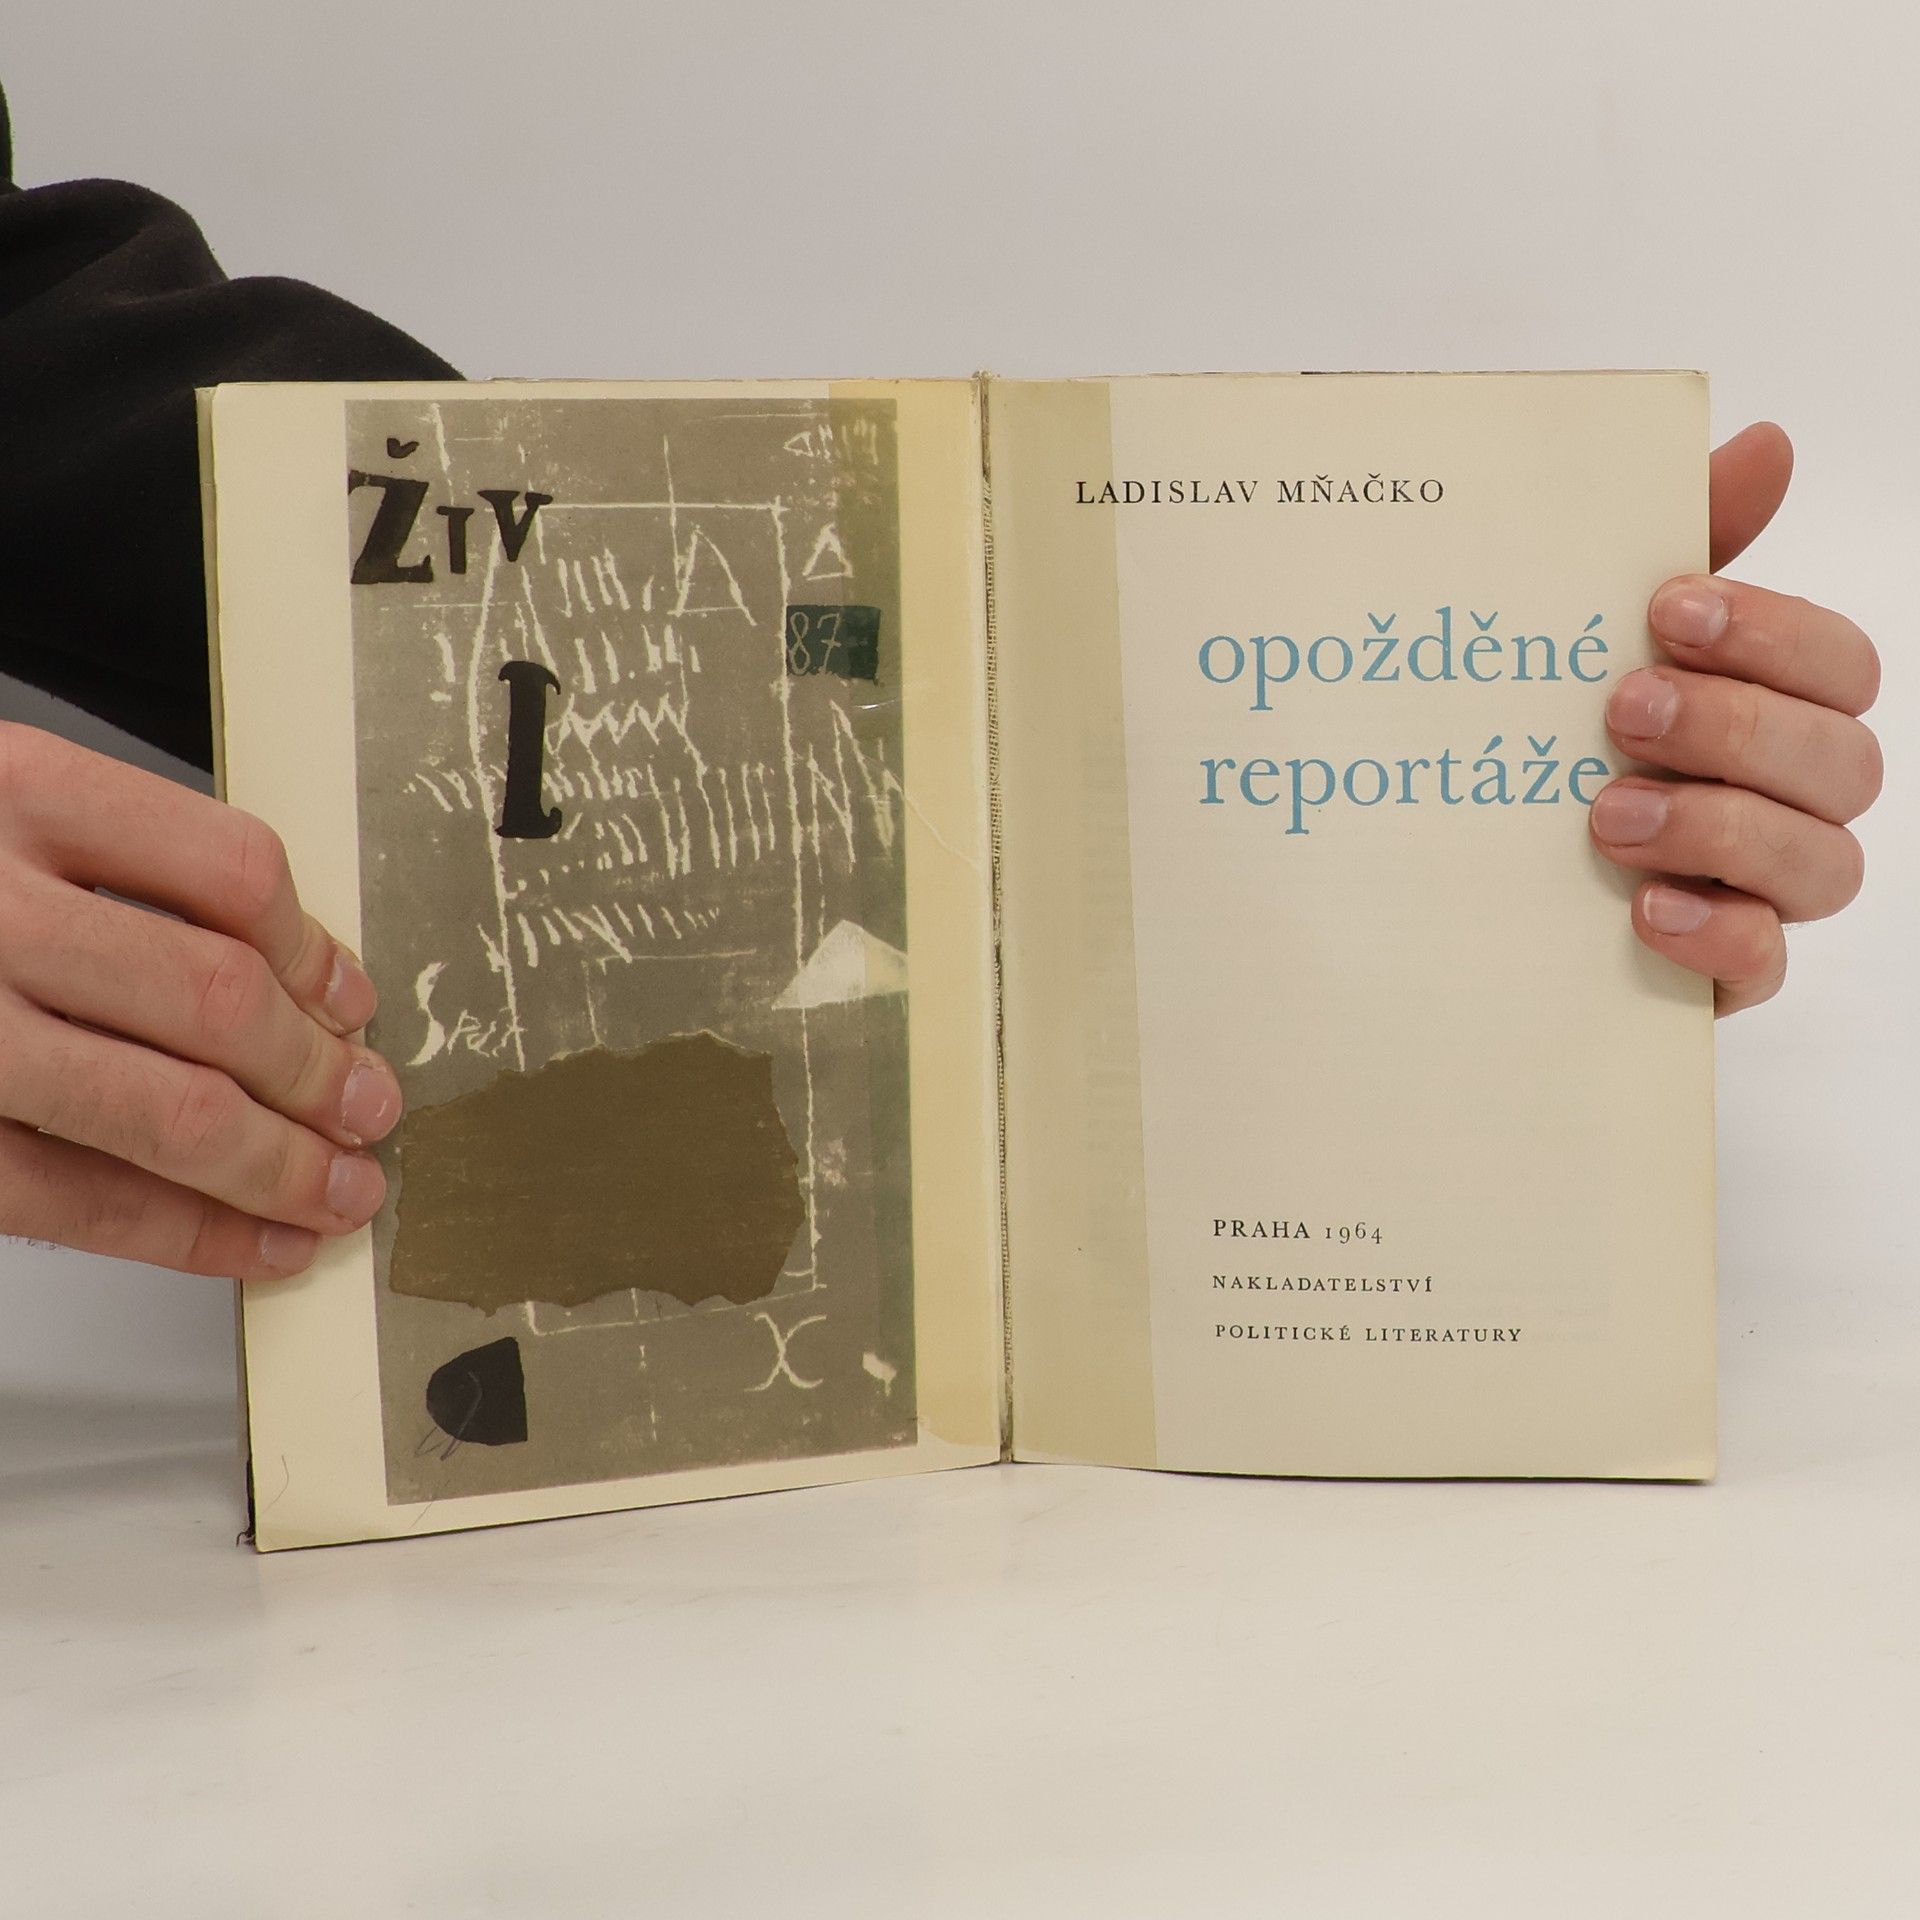 ŽIV
I
87
LADISLAV MŇAČKO
opožděné
reportáže
PRAHA 1964
NAKLADATELSTVÍ
POLITICKÉ LITERATURY